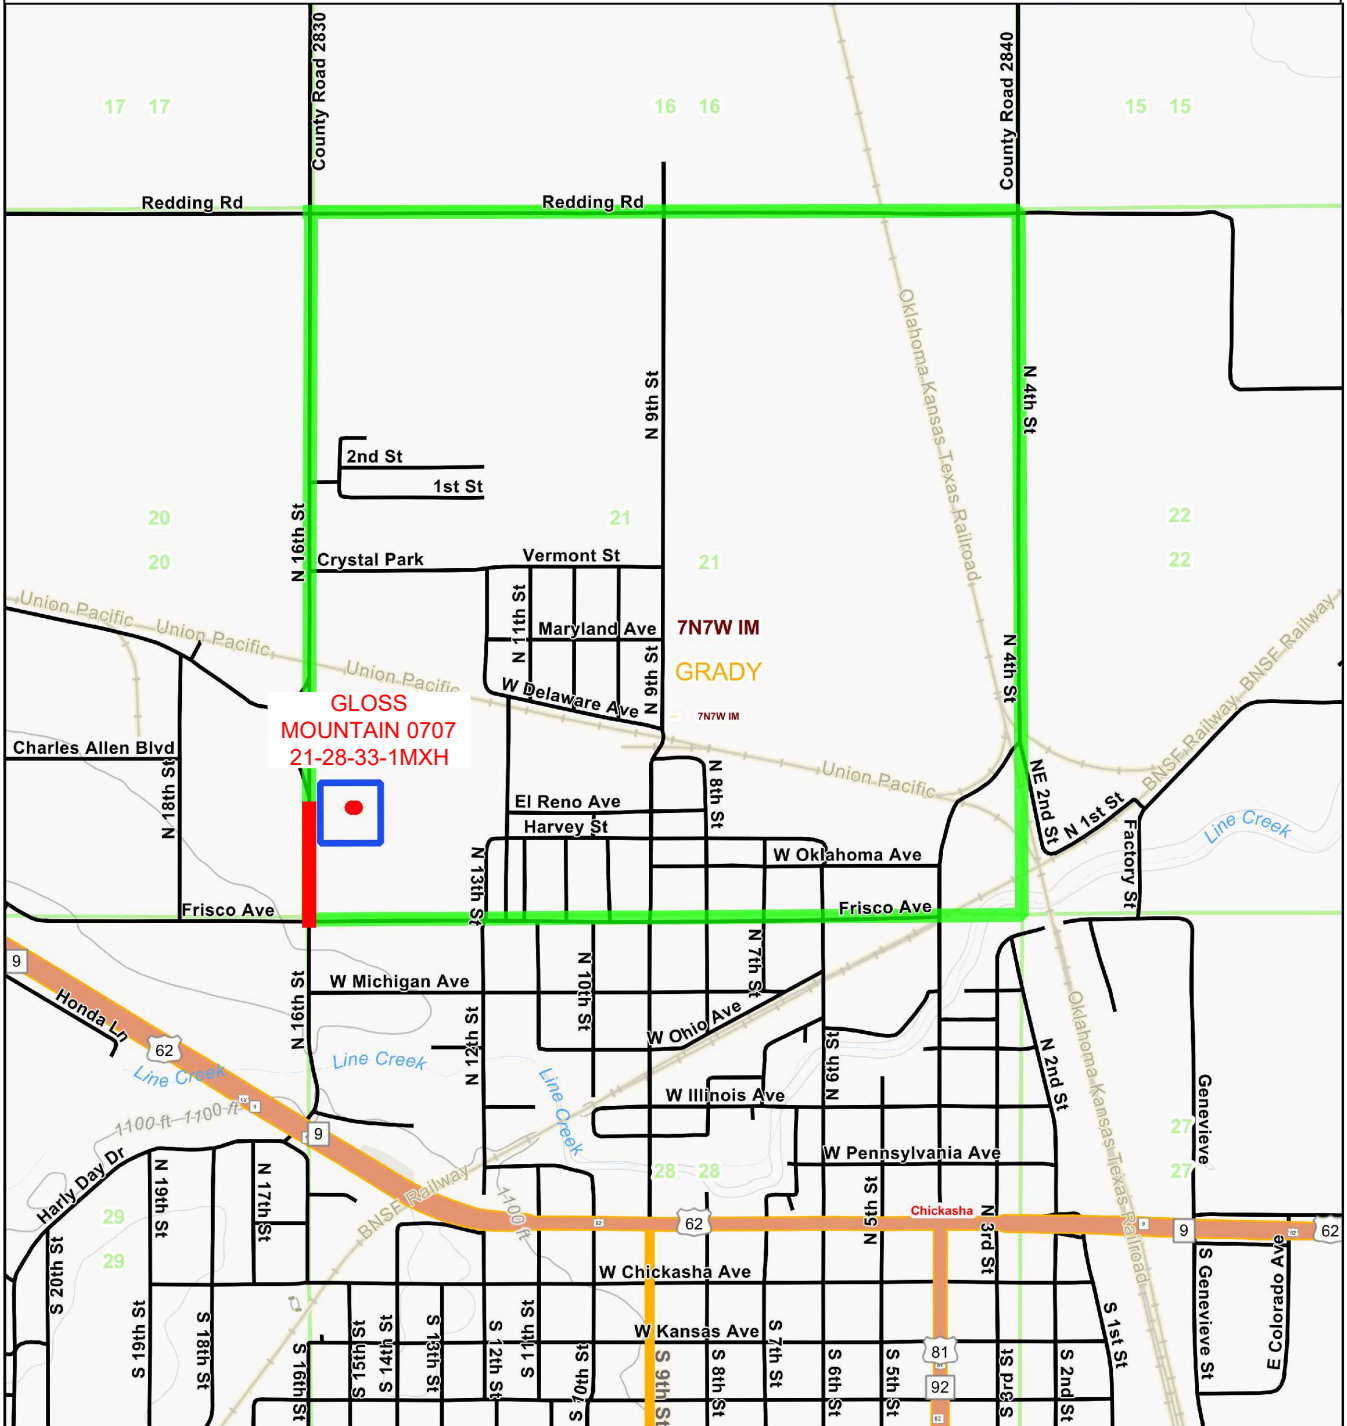 County Road 2830
County Road 2840
17 17
16 16
15 15
Redding Rd
Redding Rd
Oklahoma Kansas Texas Railroad
N 9th St
N 4th St
2nd St
1st St
N 16th St
20
20
21
21
22
22
Crystal Park
Vermont St
N 11th St
Maryland Ave
7N7W IM
GRADY
7N7W IM
N 9th St
W Delaware Ave
N 4th St
Union Pacific
Union Pacific
Union Pacific
Union Pacific
BNSF Railway
BNSF Railway
GLOSS
MOUNTAIN 0707
21-28-33-1MXH
Charles Allen Blvd
N 18th St
El Reno Ave
Harvey St
N 8th St
NE 2nd St
N 1st St
Factory St
Line Creek
W Oklahoma Ave
N 13th St
Frisco Ave
Frisco Ave
9
Honda Ln
62
Line Creek
N 16th St
W Michigan Ave
N 10th St
N 7th St
W Ohio Ave
N 12th St
Line Creek
Line Creek
N 6th St
N 2nd St
Oklahoma Kansas Texas Railroad
Genevieve
W Illinois Ave
1100 ft
1100 ft
9
Harly Day Dr
N 19th St
N 17th St
BNSF Railway
1100 ft
28 28
27
27
29
29
W Pennsylvania Ave
N 5th St
Chickasha
N 3rd St
62
62
9
9
62
62
S 20th St
W Chickasha Ave
S Genevieve St
E Colorado Ave
S 19th St
S 18th St
S 16th St
S 15th St
S 14th St
S 13th St
S 12th St
S 11th St
S 10th St
W Kansas Ave
S 9th St
S 8th St
S 7th St
S 6th St
S 5th St
81
92
62
S 3rd St
S 2nd St
S 1st St